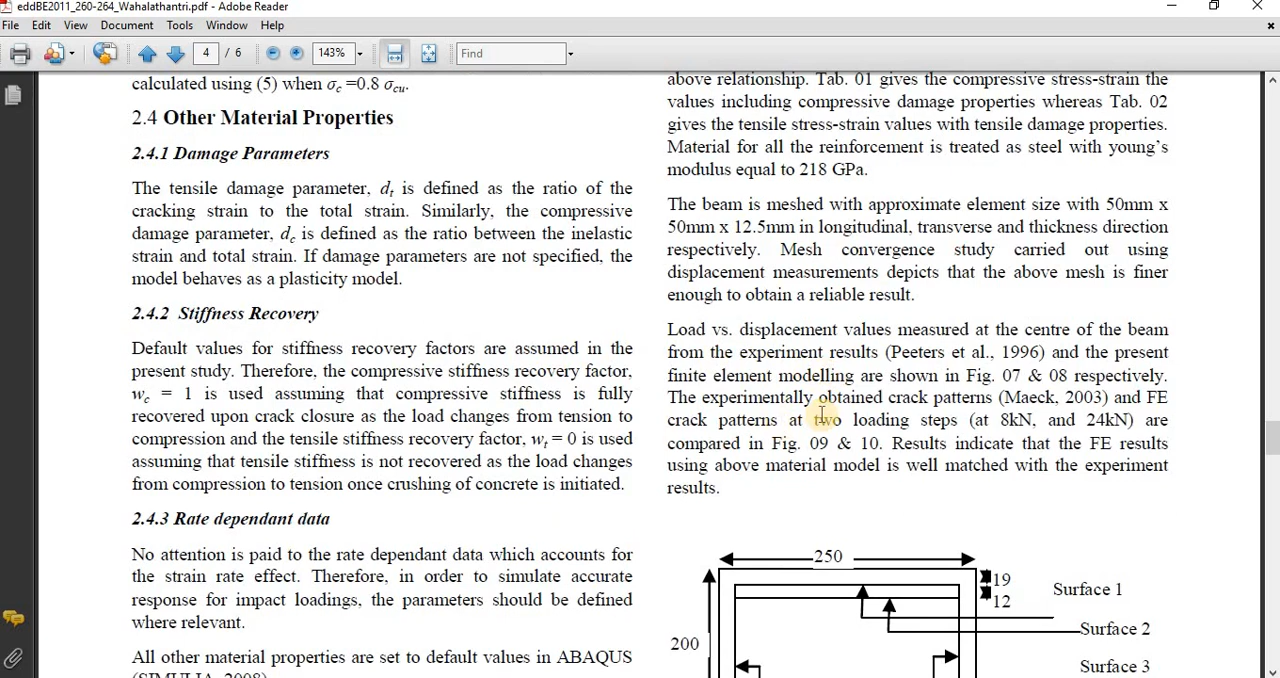 eddBE2011_260-264_Wahalathantri.pdf - Adobe Reader
File Edit View Document Tools Window Help
4 / 6 143% Find
calculated using (5) when σc =0.8 σcu.
2.4 Other Material Properties
2.4.1 Damage Parameters
The tensile damage parameter, dt is defined as the ratio of the
cracking strain to the total strain. Similarly, the compressive
damage parameter, dc is defined as the ratio between the inelastic
strain and total strain. If damage parameters are not specified, the
model behaves as a plasticity model.
2.4.2 Stiffness Recovery
Default values for stiffness recovery factors are assumed in the
present study. Therefore, the compressive stiffness recovery factor,
wc = 1 is used assuming that compressive stiffness is fully
recovered upon crack closure as the load changes from tension to
compression and the tensile stiffness recovery factor, wt = 0 is used
assuming that tensile stiffness is not recovered as the load changes
from compression to tension once crushing of concrete is initiated.
2.4.3 Rate dependant data
No attention is paid to the rate dependant data which accounts for
the strain rate effect. Therefore, in order to simulate accurate
response for impact loadings, the parameters should be defined
where relevant.
All other material properties are set to default values in ABAQUS
(SIMULIA, 2008)
above relationship. Tab. 01 gives the compressive stress-strain the
values including compressive damage properties whereas Tab. 02
gives the tensile stress-strain values with tensile damage properties.
Material for all the reinforcement is treated as steel with young's
modulus equal to 218 GPa.
The beam is meshed with approximate element size with 50mm x
50mm x 12.5mm in longitudinal, transverse and thickness direction
respectively. Mesh convergence study carried out using
displacement measurements depicts that the above mesh is finer
enough to obtain a reliable result.
Load vs. displacement values measured at the centre of the beam
from the experiment results (Peeters et al., 1996) and the present
finite element modelling are shown in Fig. 07 & 08 respectively.
The experimentally obtained crack patterns (Maeck, 2003) and FE
crack patterns at two loading steps (at 8kN, and 24kN) are
compared in Fig. 09 & 10. Results indicate that the FE results
using above material model is well matched with the experiment
results.
250
19
12
Surface 1
Surface 2
200
Surface 3